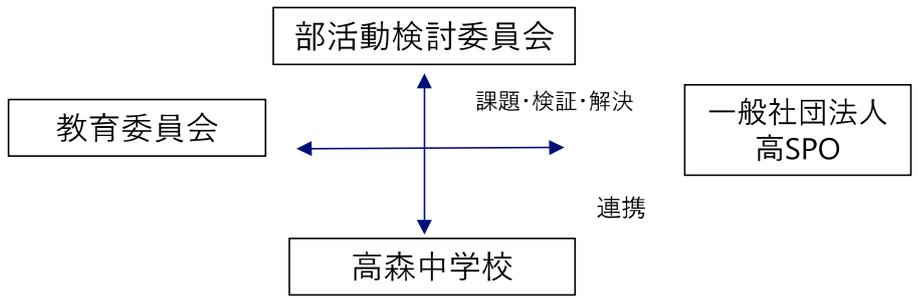 部活動検討委員会
課題・検証・解決
教育委員会
一般社団法人
高SPO
連携
高森中学校